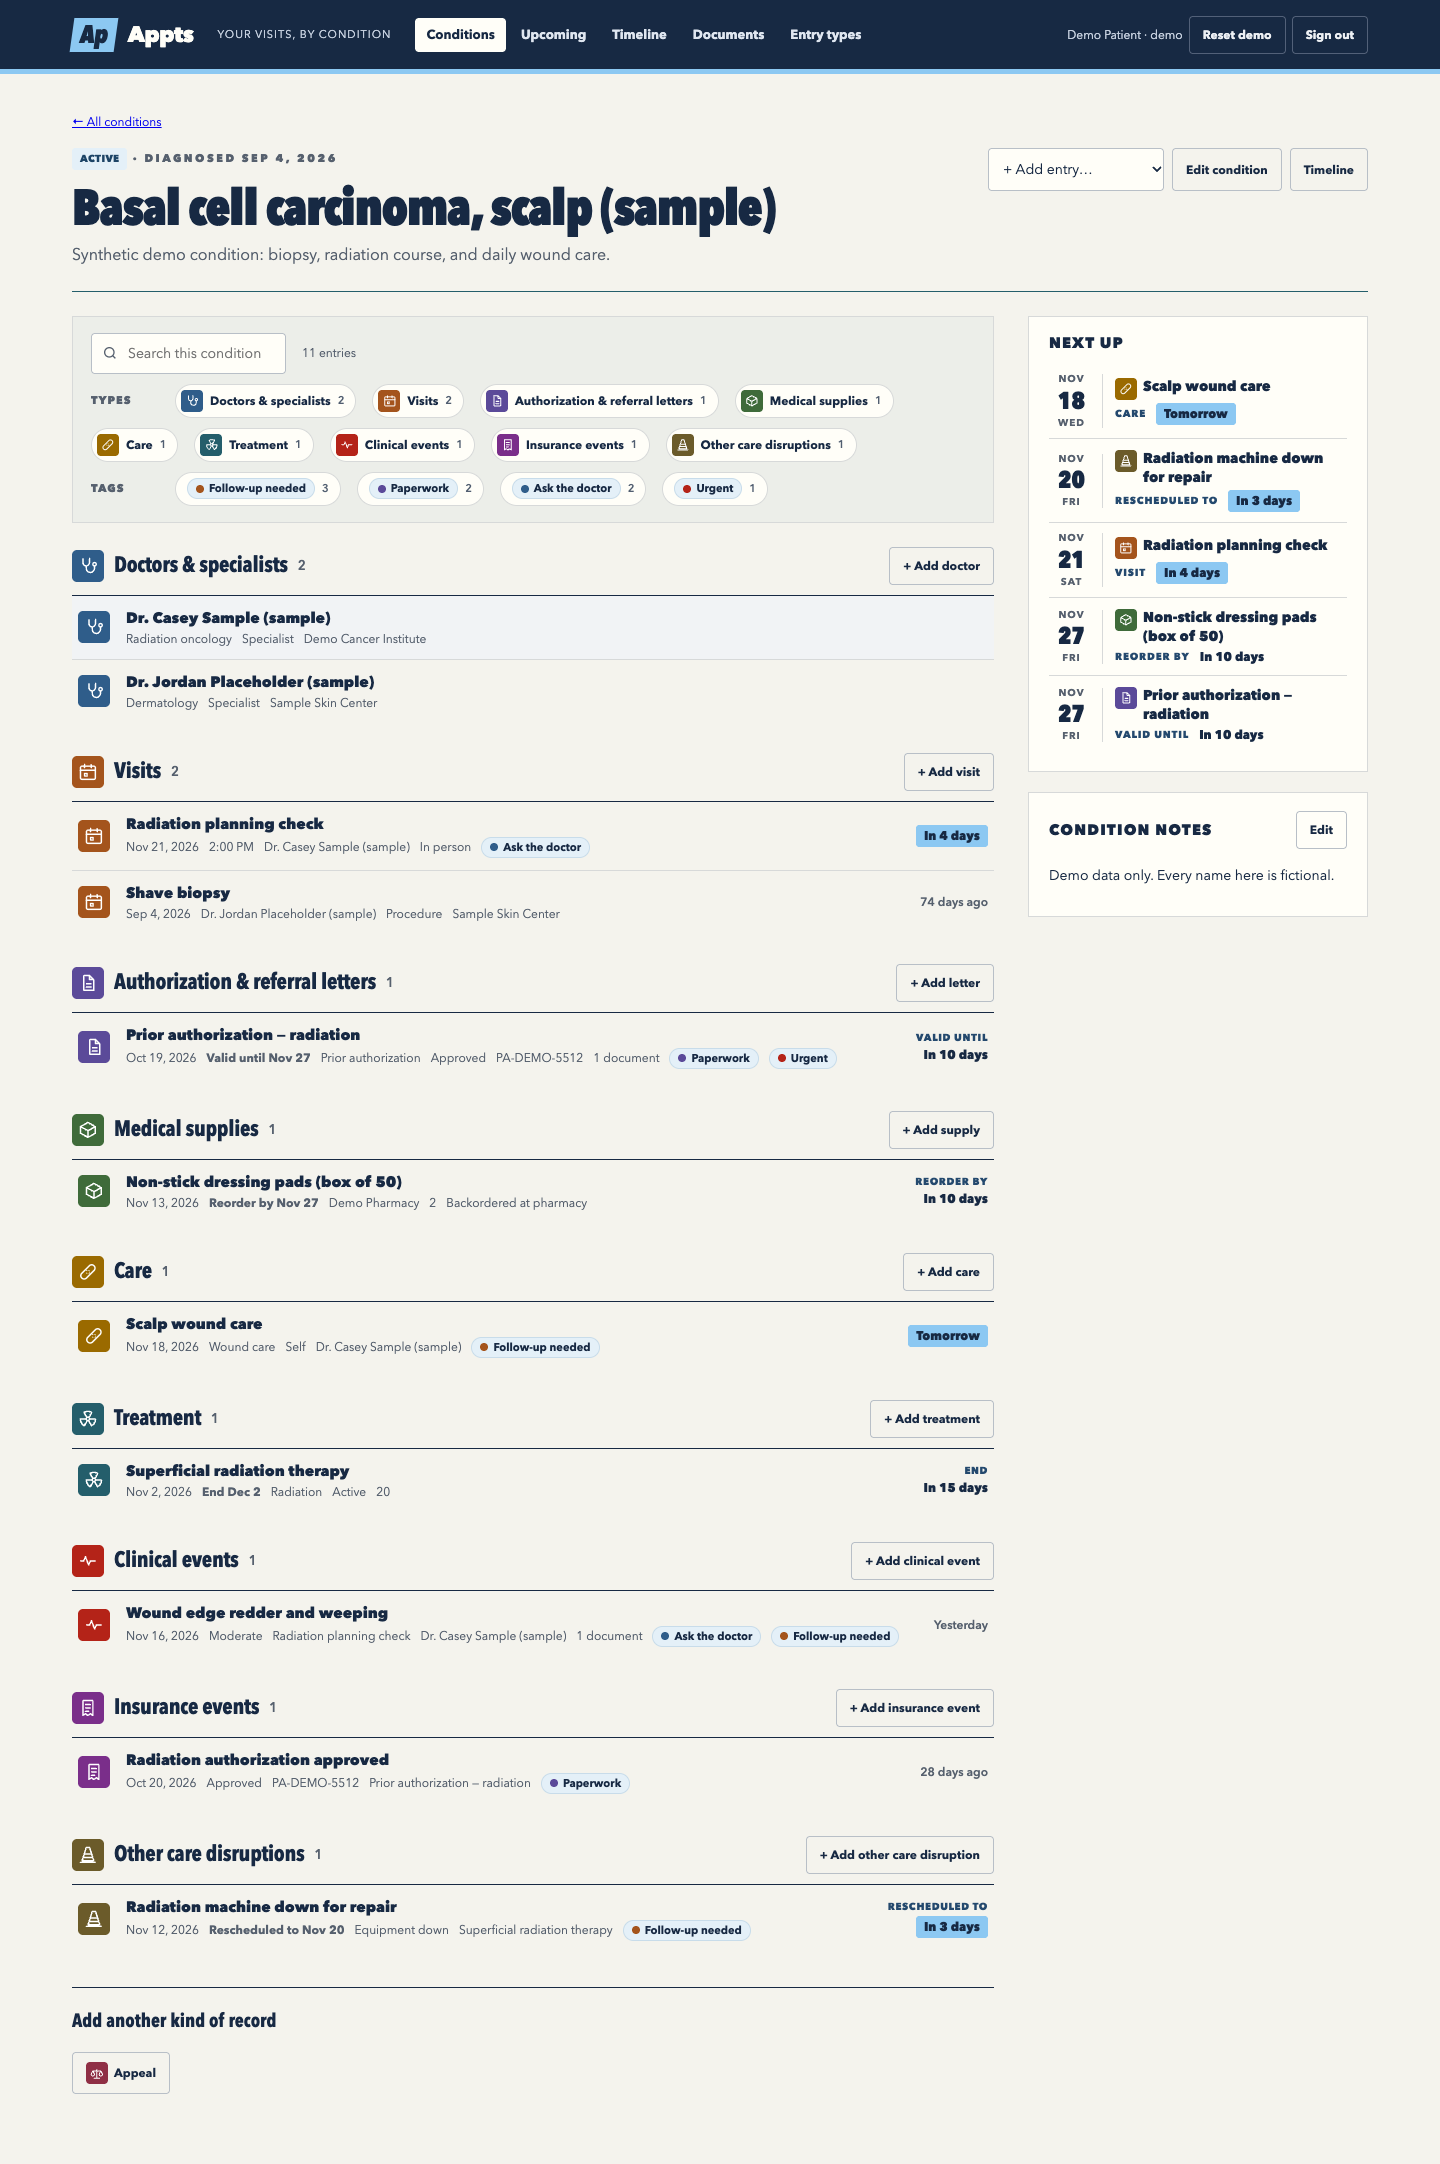 Ap Appts YOUR VISITS, BY CONDITION Conditions Upcoming Timeline Documents Entry types Demo Patient · demo Reset demo Sign out
← All conditions
ACTIVE • DIAGNOSED SEP 4, 2026
+ Add entry... Edit condition Timeline
Basal cell carcinoma, scalp (sample)
Synthetic demo condition: biopsy, radiation course, and daily wound care.
Search this condition 11 entries
TYPES Doctors & specialists 2 Visits 2 Authorization & referral letters 1 Medical supplies 1
Care 1 Treatment 1 Clinical events 1 Insurance events 1 Other care disruptions 1
TAGS Follow-up needed 3 Paperwork 2 Ask the doctor 2 Urgent 1
Doctors & specialists 2 + Add doctor
Dr. Casey Sample (sample)
Radiation oncology Specialist Demo Cancer Institute
Dr. Jordan Placeholder (sample)
Dermatology Specialist Sample Skin Center
Visits 2 + Add visit
Radiation planning check
Nov 21, 2026 2:00 PM Dr. Casey Sample (sample) In person Ask the doctor
In 4 days
Shave biopsy
Sep 4, 2026 Dr. Jordan Placeholder (sample) Procedure Sample Skin Center
74 days ago
Authorization & referral letters 1 + Add letter
Prior authorization – radiation
Oct 19, 2026 Valid until Nov 27 Prior authorization Approved PA-DEMO-5512 1 document Paperwork Urgent
VALID UNTIL
In 10 days
Medical supplies 1 + Add supply
Non-stick dressing pads (box of 50)
Nov 13, 2026 Reorder by Nov 27 Demo Pharmacy 2 Backordered at pharmacy
REORDER BY
In 10 days
Care 1 + Add care
Scalp wound care
Nov 18, 2026 Wound care Self Dr. Casey Sample (sample) Follow-up needed
Tomorrow
Treatment 1 + Add treatment
Superficial radiation therapy
Nov 2, 2026 End Dec 2 Radiation Active 20
END
In 15 days
Clinical events 1 + Add clinical event
Wound edge redder and weeping
Nov 16, 2026 Moderate Radiation planning check Dr. Casey Sample (sample) 1 document Ask the doctor Follow-up needed
Yesterday
Insurance events 1 + Add insurance event
Radiation authorization approved
Oct 20, 2026 Approved PA-DEMO-5512 Prior authorization – radiation Paperwork
28 days ago
Other care disruptions 1 + Add other care disruption
Radiation machine down for repair
Nov 12, 2026 Rescheduled to Nov 20 Equipment down Superficial radiation therapy Follow-up needed
RESCHEDULED TO
In 3 days
Add another kind of record
Appeal
NEXT UP
NOV 18 WED
Scalp wound care
CARE Tomorrow
NOV 20 FRI
Radiation machine down
for repair
RESCHEDULED TO In 3 days
NOV 21 SAT
Radiation planning check
VISIT In 4 days
NOV 27 FRI
Non-stick dressing pads
(box of 50)
REORDER BY In 10 days
NOV 27 FRI
Prior authorization –
radiation
VALID UNTIL In 10 days
CONDITION NOTES Edit
Demo data only. Every name here is fictional.